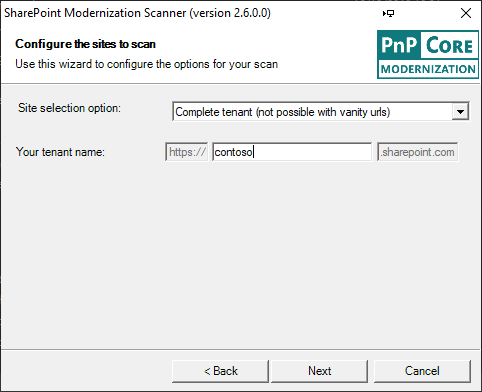 SharePoint Modernization Scanner (version 2.6.0.0)
Configure the sites to scan
Use this wizard to configure the options for your scan
PnP Core
MODERNIZATION
Site selection option: Complete tenant (not possible with vanity urls)
Your tenant name: https:// contoso .sharepoint.com
< Back Next Cancel